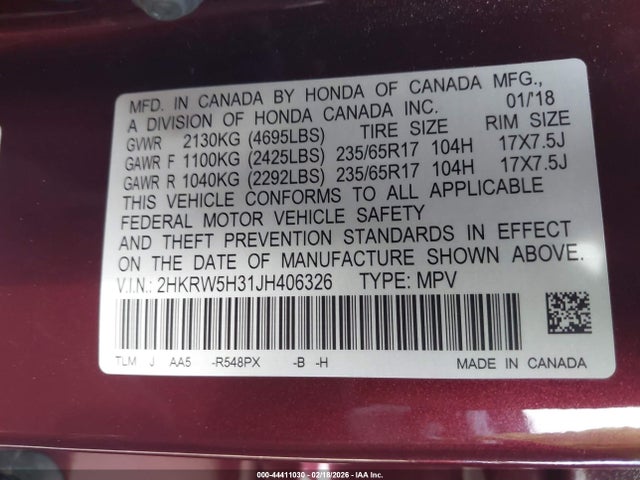 MFD. IN CANADA BY HONDA OF CANADA MFG.,
A DIVISION OF HONDA CANADA INC. 01/'18
GVWR 2130KG (4695LBS) TIRE SIZE RIM SIZE
GAWR F 1100KG (2425LBS) 235/65R17 104H 17X7.5J
GAWR R 1040KG (2292LBS) 235/65R17 104H 17X7.5J
THIS VEHICLE CONFORMS TO ALL APPLICABLE
FEDERAL MOTOR VEHICLE SAFETY
AND THEFT PREVENTION STANDARDS IN EFFECT
ON THE DATE OF MANUFACTURE SHOWN ABOVE.
V.I.N.: 2HKRW5H31JH406326 TYPE: MPV
TLM J AA5 -R548PX -B -H MADE IN CANADA
000-44411030 - 02/18/2026 - IAA Inc.